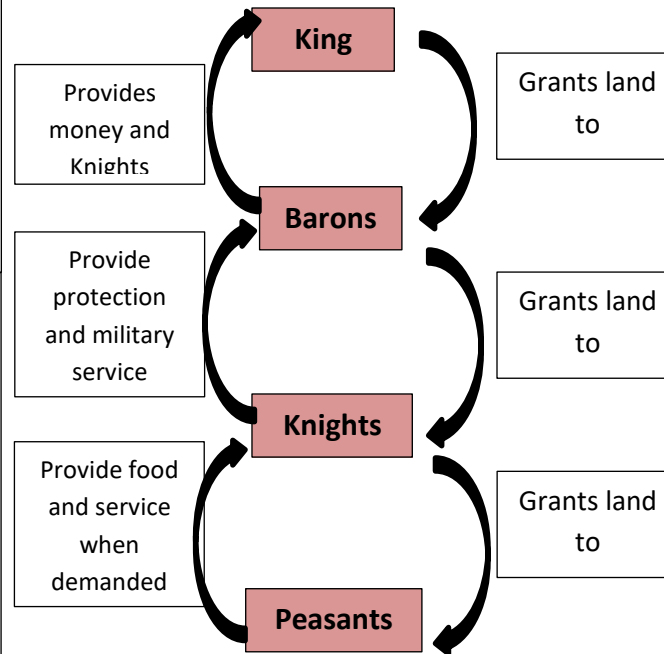 King
Provides
money and
Knights
Grants land
to
Barons
Provide
protection
and military
service
Grants land
to
Knights
Provide food
and service
when
demanded
Grants land
to
Peasants